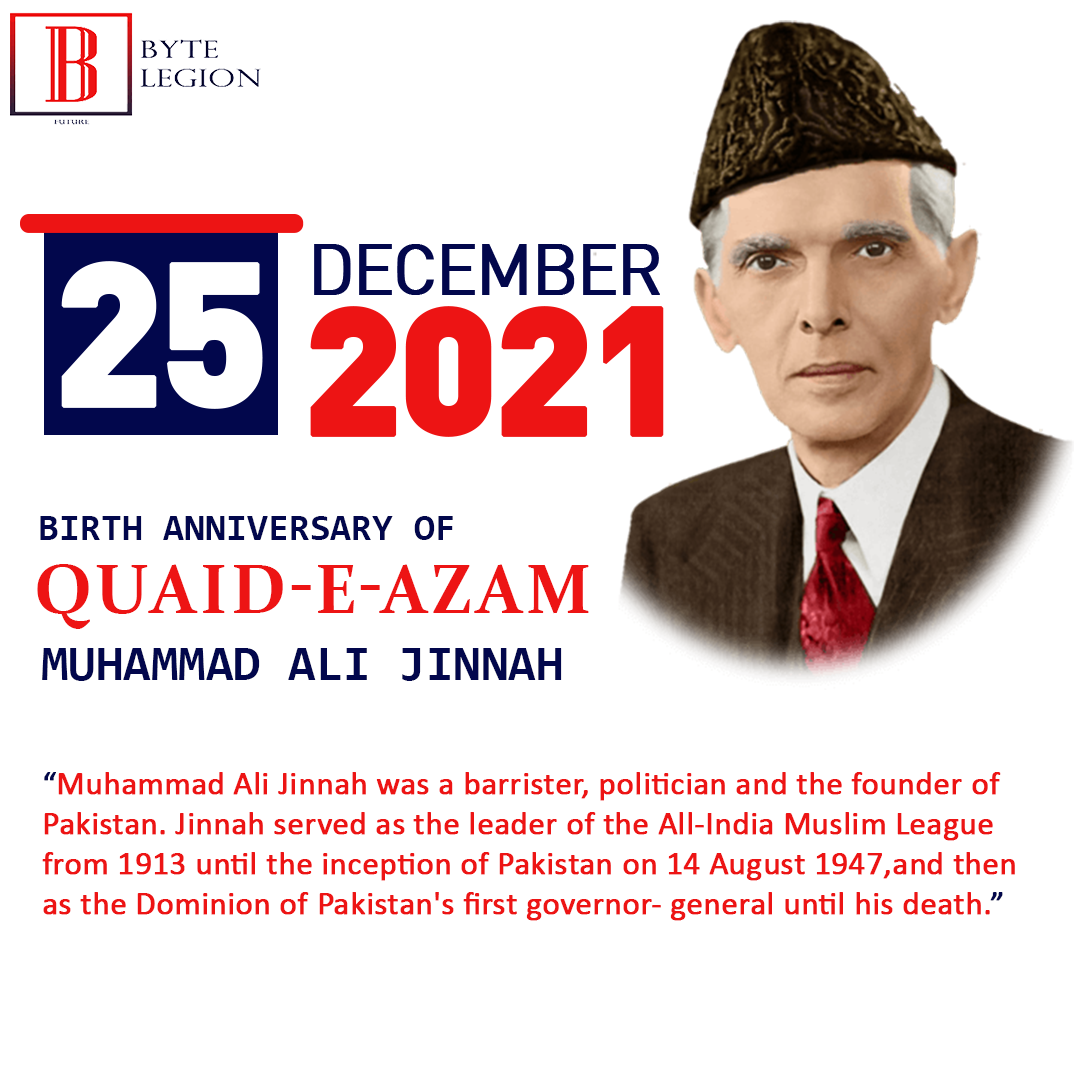 B
BYTE
LEGION
FUTURE
25
DECEMBER
2021
BIRTH ANNIVERSARY OF
QUAID-E-AZAM
MUHAMMAD ALI JINNAH
“Muhammad Ali Jinnah was a barrister, politician and the founder of
Pakistan. Jinnah served as the leader of the All-India Muslim League
from 1913 until the inception of Pakistan on 14 August 1947,and then
as the Dominion of Pakistan's first governor- general until his death.”